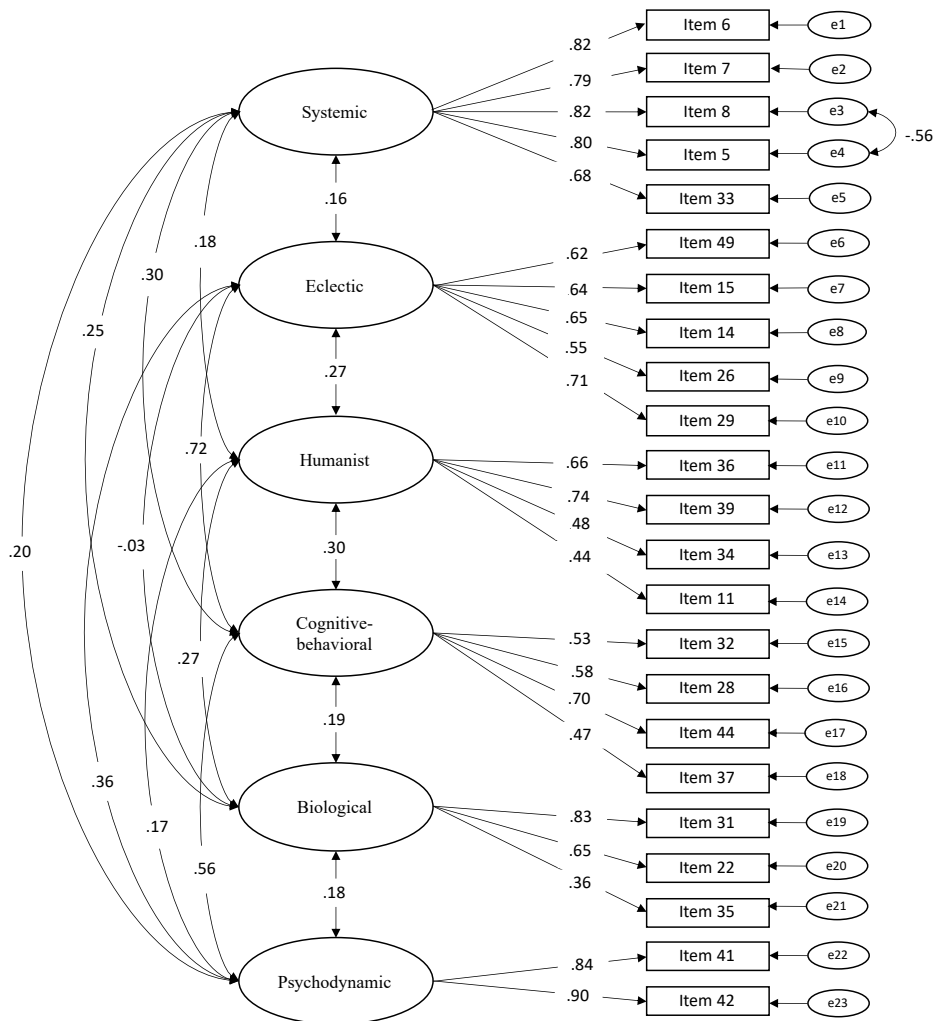 Item 6
e1
.82
Item 7
e2
.79
Systemic
.82
Item 8
e3
-.56
.80
Item 5
e4
.68
Item 33
e5
.16
.18
.30
.25
.62
Item 49
e6
Eclectic
.64
Item 15
e7
.65
Item 14
e8
.55
Item 26
e9
.71
Item 29
e10
.27
.72
Humanist
.66
Item 36
e11
.74
Item 39
e12
.48
Item 34
e13
.44
Item 11
e14
.20
-.03
.30
Cognitive-
behavioral
.53
Item 32
e15
.58
Item 28
e16
.70
Item 44
e17
.47
Item 37
e18
.27
.19
Biological
.83
Item 31
e19
.65
Item 22
e20
.36
Item 35
e21
.36
.17
.56
.18
Psychodynamic
.84
Item 41
e22
.90
Item 42
e23